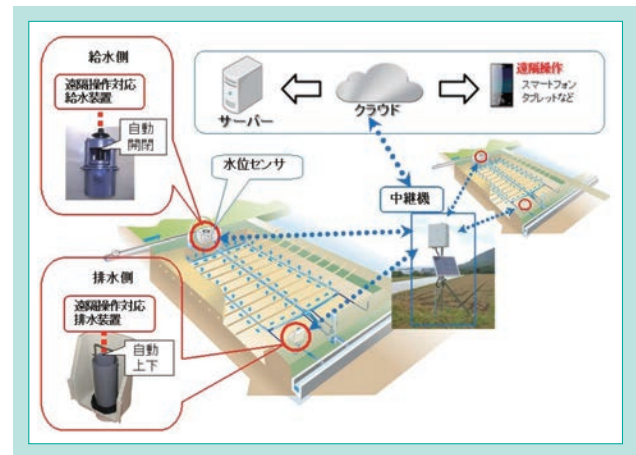 給水側
遠隔操作対応
給水装置
自動
開閉
サーバー
クラウド
遠隔操作
スマートフォン
タブレットなど
水位センサ
中継機
排水側
遠隔操作対応
排水装置
自動
上下